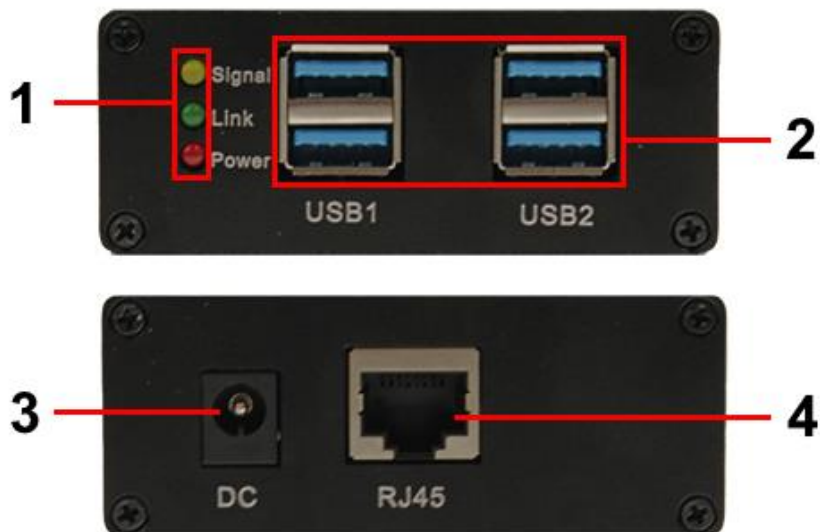 1
Signal
Link
Power
2
USB1
USB2
3
4
DC
RJ45